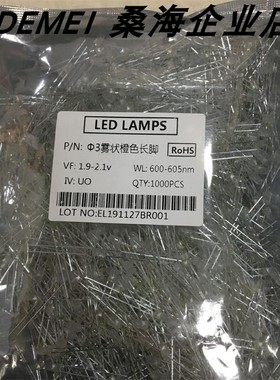 DEMEI 桑海企业店
LED LAMPS
P/N: Φ3雾状橙色长脚 RoHS
VF: 1.9-2.1v WL: 600-605nm
IV: UO QTY:1000PCS
LOT NO:EL191127BR001